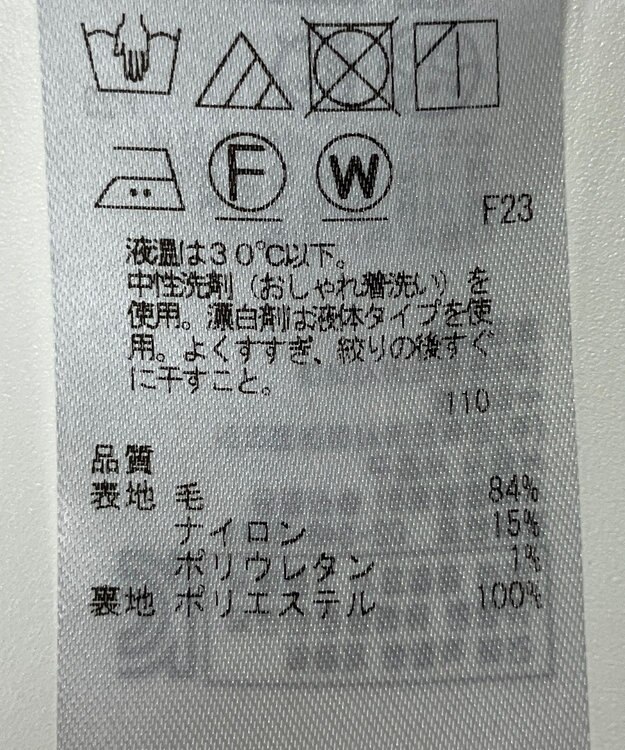 F
W
F23
液温は30℃以下。
中性洗剤（おしゃれ着洗い）を
使用。漂白剤は液体タイプを使
用。よくすすぎ、絞りの後すぐ
に干すこと。
110
品質
表地 毛 84%
ナイロン 15%
ポリウレタン 1%
裏地 ポリエステル 100%